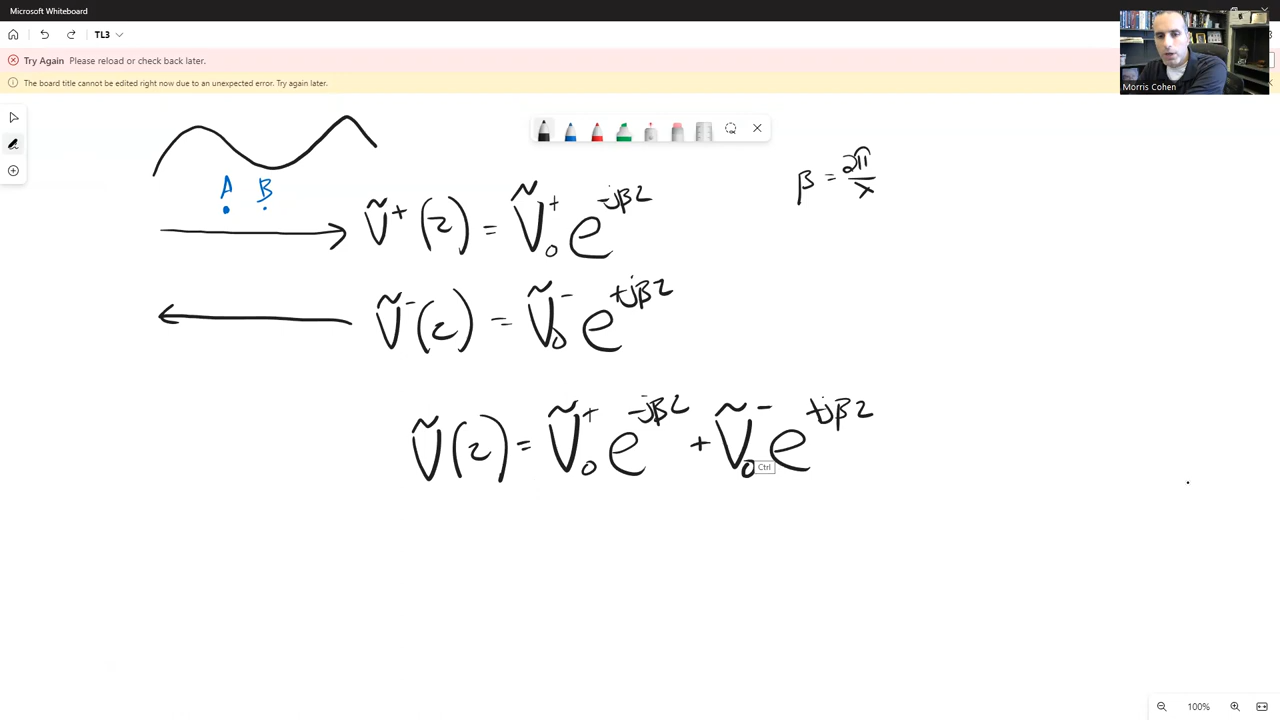 Microsoft Whiteboard
TL3
Try Again Please reload or check back later.
The board title cannot be edited right now due to an unexpected error. Try again later.
Morris Cohen
A B
β = 2π/λ
Ṽ⁺(z) = Ṽ₀⁺ e^{-jβz}
Ṽ⁻(z) = Ṽ₀⁻ e^{+jβz}
Ṽ(z) = Ṽ₀⁺ e^{-jβz} + Ṽ₀⁻ e^{+jβz}
Ctrl
100%